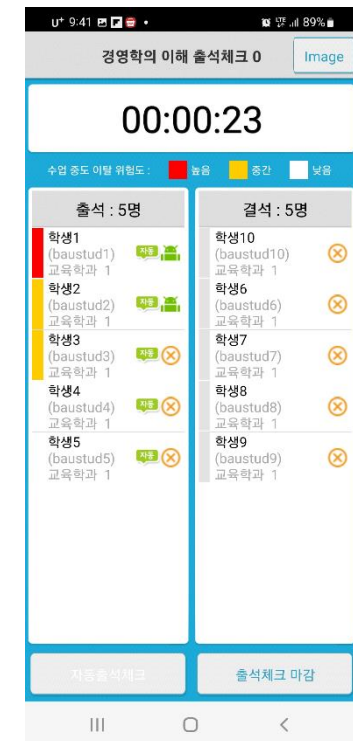 U⁺ 9:41
89%
경영학의 이해 출석체크 0
Image
00:00:23
수업 중도 이탈 위험도 : 높음 중간 낮음
출석 : 5명
학생1
(baustud1)
자동
교육학과 1
학생2
(baustud2)
자동
교육학과 1
학생3
(baustud3)
자동
교육학과 1
학생4
(baustud4)
자동
교육학과 1
학생5
(baustud5)
자동
교육학과 1
결석 : 5명
학생10
(baustud10)
교육학과 1
학생6
(baustud6)
교육학과 1
학생7
(baustud7)
교육학과 1
학생8
(baustud8)
교육학과 1
학생9
(baustud9)
교육학과 1
자동출석체크
출석체크 마감